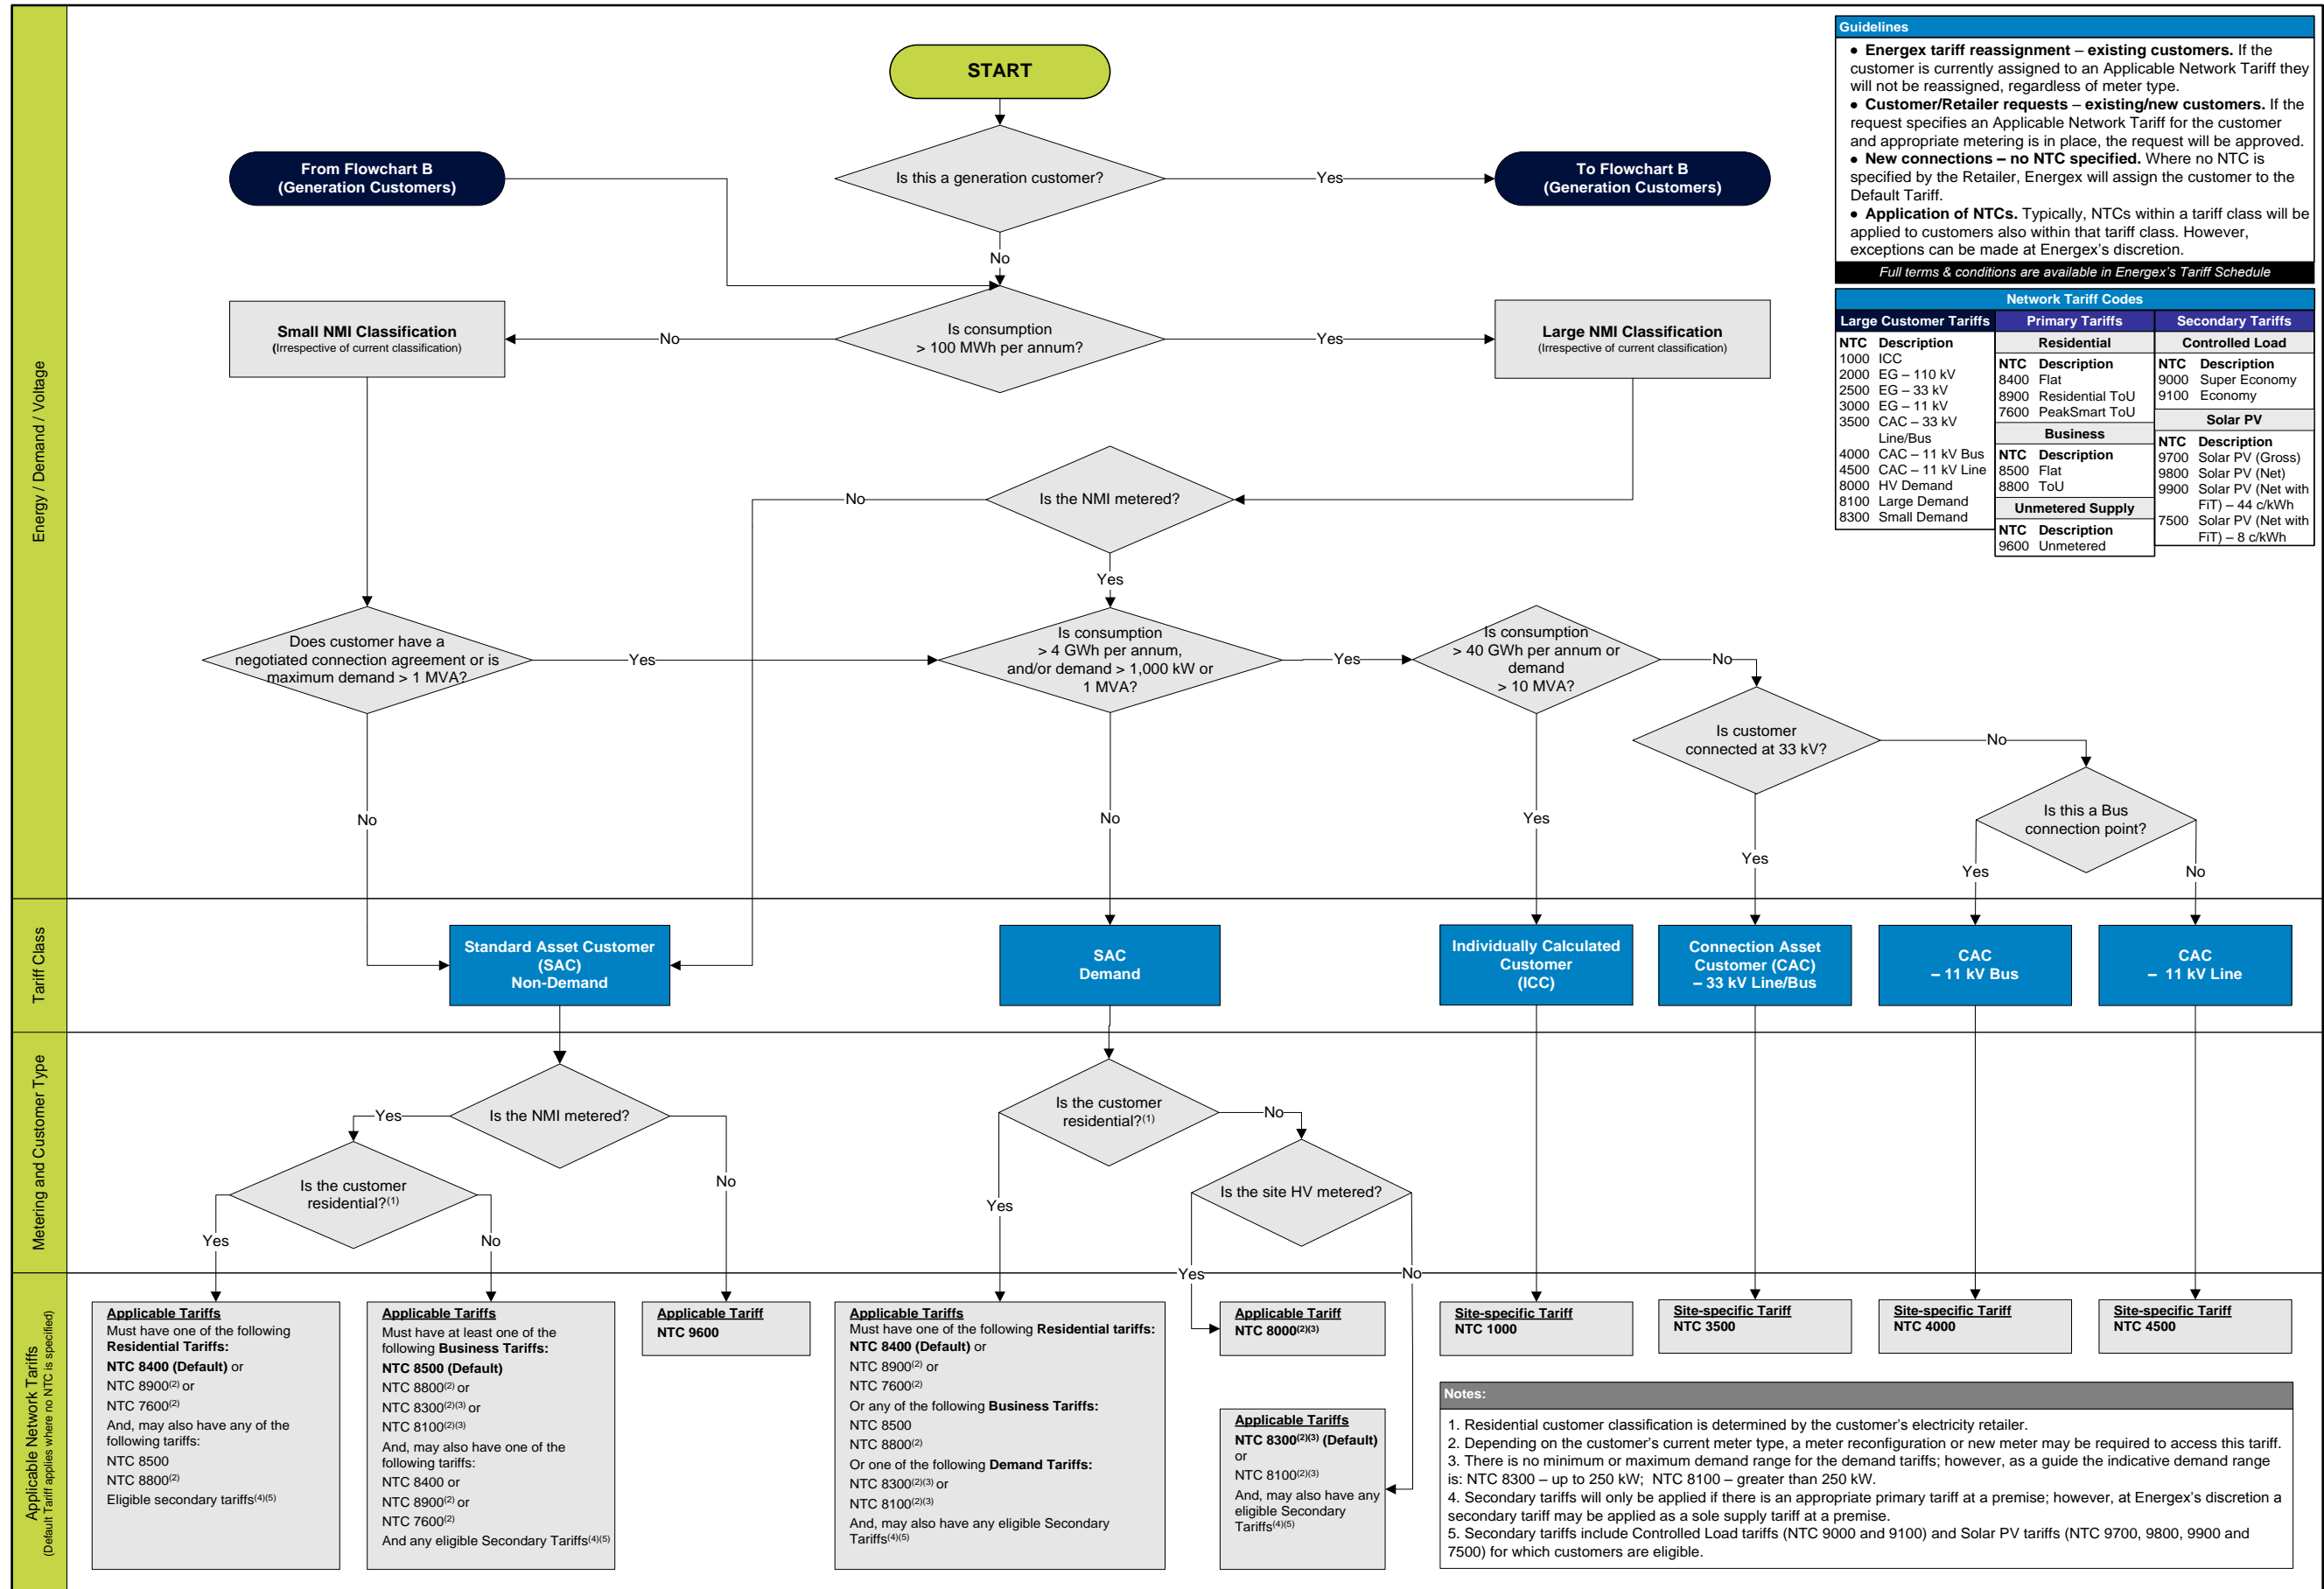 START
From Flowchart B
(Generation Customers)
Is this a generation customer?
Yes
To Flowchart B
(Generation Customers)
No
Small NMI Classification
(Irrespective of current classification)
No
Is consumption
> 100 MWh per annum?
Yes
Large NMI Classification
(Irrespective of current classification)
Is the NMI metered?
No
Yes
Does customer have a
negotiated connection agreement or is
maximum demand > 1 MVA?
Yes
Is consumption
> 4 GWh per annum,
and/or demand > 1,000 kW or
1 MVA?
Yes
Is consumption
> 40 GWh per annum or
demand
> 10 MVA?
No
Is customer
connected at 33 kV?
No
Is this a Bus
connection point?
No
No
Yes
Yes
Yes
No
Energy / Demand / Voltage
Guidelines
• Energex tariff reassignment – existing customers. If the
customer is currently assigned to an Applicable Network Tariff they
will not be reassigned, regardless of meter type.
• Customer/Retailer requests – existing/new customers. If the
request specifies an Applicable Network Tariff for the customer
and appropriate metering is in place, the request will be approved.
• New connections – no NTC specified. Where no NTC is
specified by the Retailer, Energex will assign the customer to the
Default Tariff.
• Application of NTCs. Typically, NTCs within a tariff class will be
applied to customers also within that tariff class. However,
exceptions can be made at Energex's discretion.
Full terms & conditions are available in Energex's Tariff Schedule
Network Tariff Codes
Large Customer Tariffs
NTC Description
1000 ICC
2000 EG – 110 kV
2500 EG – 33 kV
3000 EG – 11 kV
3500 CAC – 33 kV
Line/Bus
4000 CAC – 11 kV Bus
4500 CAC – 11 kV Line
8000 HV Demand
8100 Large Demand
8300 Small Demand
Primary Tariffs
Residential
NTC Description
8400 Flat
8900 Residential ToU
7600 PeakSmart ToU
Business
NTC Description
8500 Flat
8800 ToU
Unmetered Supply
NTC Description
9600 Unmetered
Secondary Tariffs
Controlled Load
NTC Description
9000 Super Economy
9100 Economy
Solar PV
NTC Description
9700 Solar PV (Gross)
9800 Solar PV (Net)
9900 Solar PV (Net with
FiT) – 44 c/kWh
7500 Solar PV (Net with
FiT) – 8 c/kWh
Tariff Class
Standard Asset Customer
(SAC)
Non-Demand
SAC
Demand
Individually Calculated
Customer
(ICC)
Connection Asset
Customer (CAC)
– 33 kV Line/Bus
CAC
– 11 kV Bus
CAC
– 11 kV Line
Metering and Customer Type
Is the NMI metered?
Yes
No
Is the customer
residential?(1)
Yes
No
Is the customer
residential?(1)
Yes
No
Is the site HV metered?
Yes
No
Applicable Network Tariffs
(Default Tariff applies where no NTC is specified)
Applicable Tariffs
Must have one of the following
Residential Tariffs:
NTC 8400 (Default) or
NTC 8900(2) or
NTC 7600(2)
And, may also have any of the
following tariffs:
NTC 8500
NTC 8800(2)
Eligible secondary tariffs(4)(5)
Applicable Tariffs
Must have at least one of the
following Business Tariffs:
NTC 8500 (Default)
NTC 8800(2) or
NTC 8300(2)(3) or
NTC 8100(2)(3)
And, may also have one of the
following tariffs:
NTC 8400 or
NTC 8900(2) or
NTC 7600(2)
And any eligible Secondary Tariffs(4)(5)
Applicable Tariff
NTC 9600
Applicable Tariffs
Must have one of the following Residential tariffs:
NTC 8400 (Default) or
NTC 8900(2) or
NTC 7600(2)
Or any of the following Business Tariffs:
NTC 8500
NTC 8800(2)
Or one of the following Demand Tariffs:
NTC 8300(2)(3) or
NTC 8100(2)(3)
And, may also have any eligible Secondary
Tariffs(4)(5)
Applicable Tariff
NTC 8000(2)(3)
Applicable Tariffs
NTC 8300(2)(3) (Default)
or
NTC 8100(2)(3)
And, may also have any
eligible Secondary
Tariffs(4)(5)
Site-specific Tariff
NTC 1000
Site-specific Tariff
NTC 3500
Site-specific Tariff
NTC 4000
Site-specific Tariff
NTC 4500
Notes:
1. Residential customer classification is determined by the customer's electricity retailer.
2. Depending on the customer's current meter type, a meter reconfiguration or new meter may be required to access this tariff.
3. There is no minimum or maximum demand range for the demand tariffs; however, as a guide the indicative demand range
is: NTC 8300 – up to 250 kW; NTC 8100 – greater than 250 kW.
4. Secondary tariffs will only be applied if there is an appropriate primary tariff at a premise; however, at Energex's discretion a
secondary tariff may be applied as a sole supply tariff at a premise.
5. Secondary tariffs include Controlled Load tariffs (NTC 9000 and 9100) and Solar PV tariffs (NTC 9700, 9800, 9900 and
7500) for which customers are eligible.